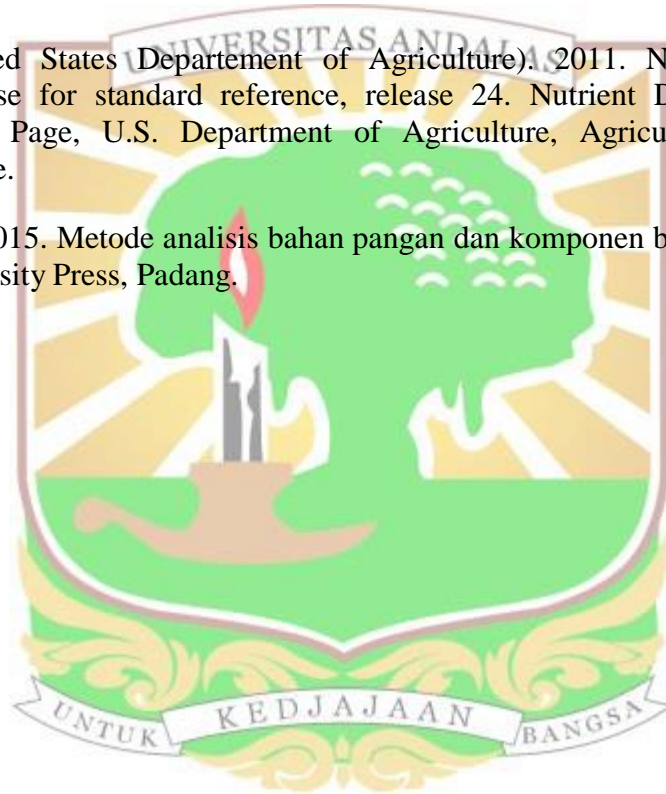 UNIVERSITAS ANDALAS
ed States Departement of Agriculture). 2011. N
se for standard reference, release 24. Nutrient D
Page, U.S. Department of Agriculture, Agricu
e.
015. Metode analisis bahan pangan dan komponen b
sity Press, Padang.
UNTUK KEDJAJAAN BANGSA